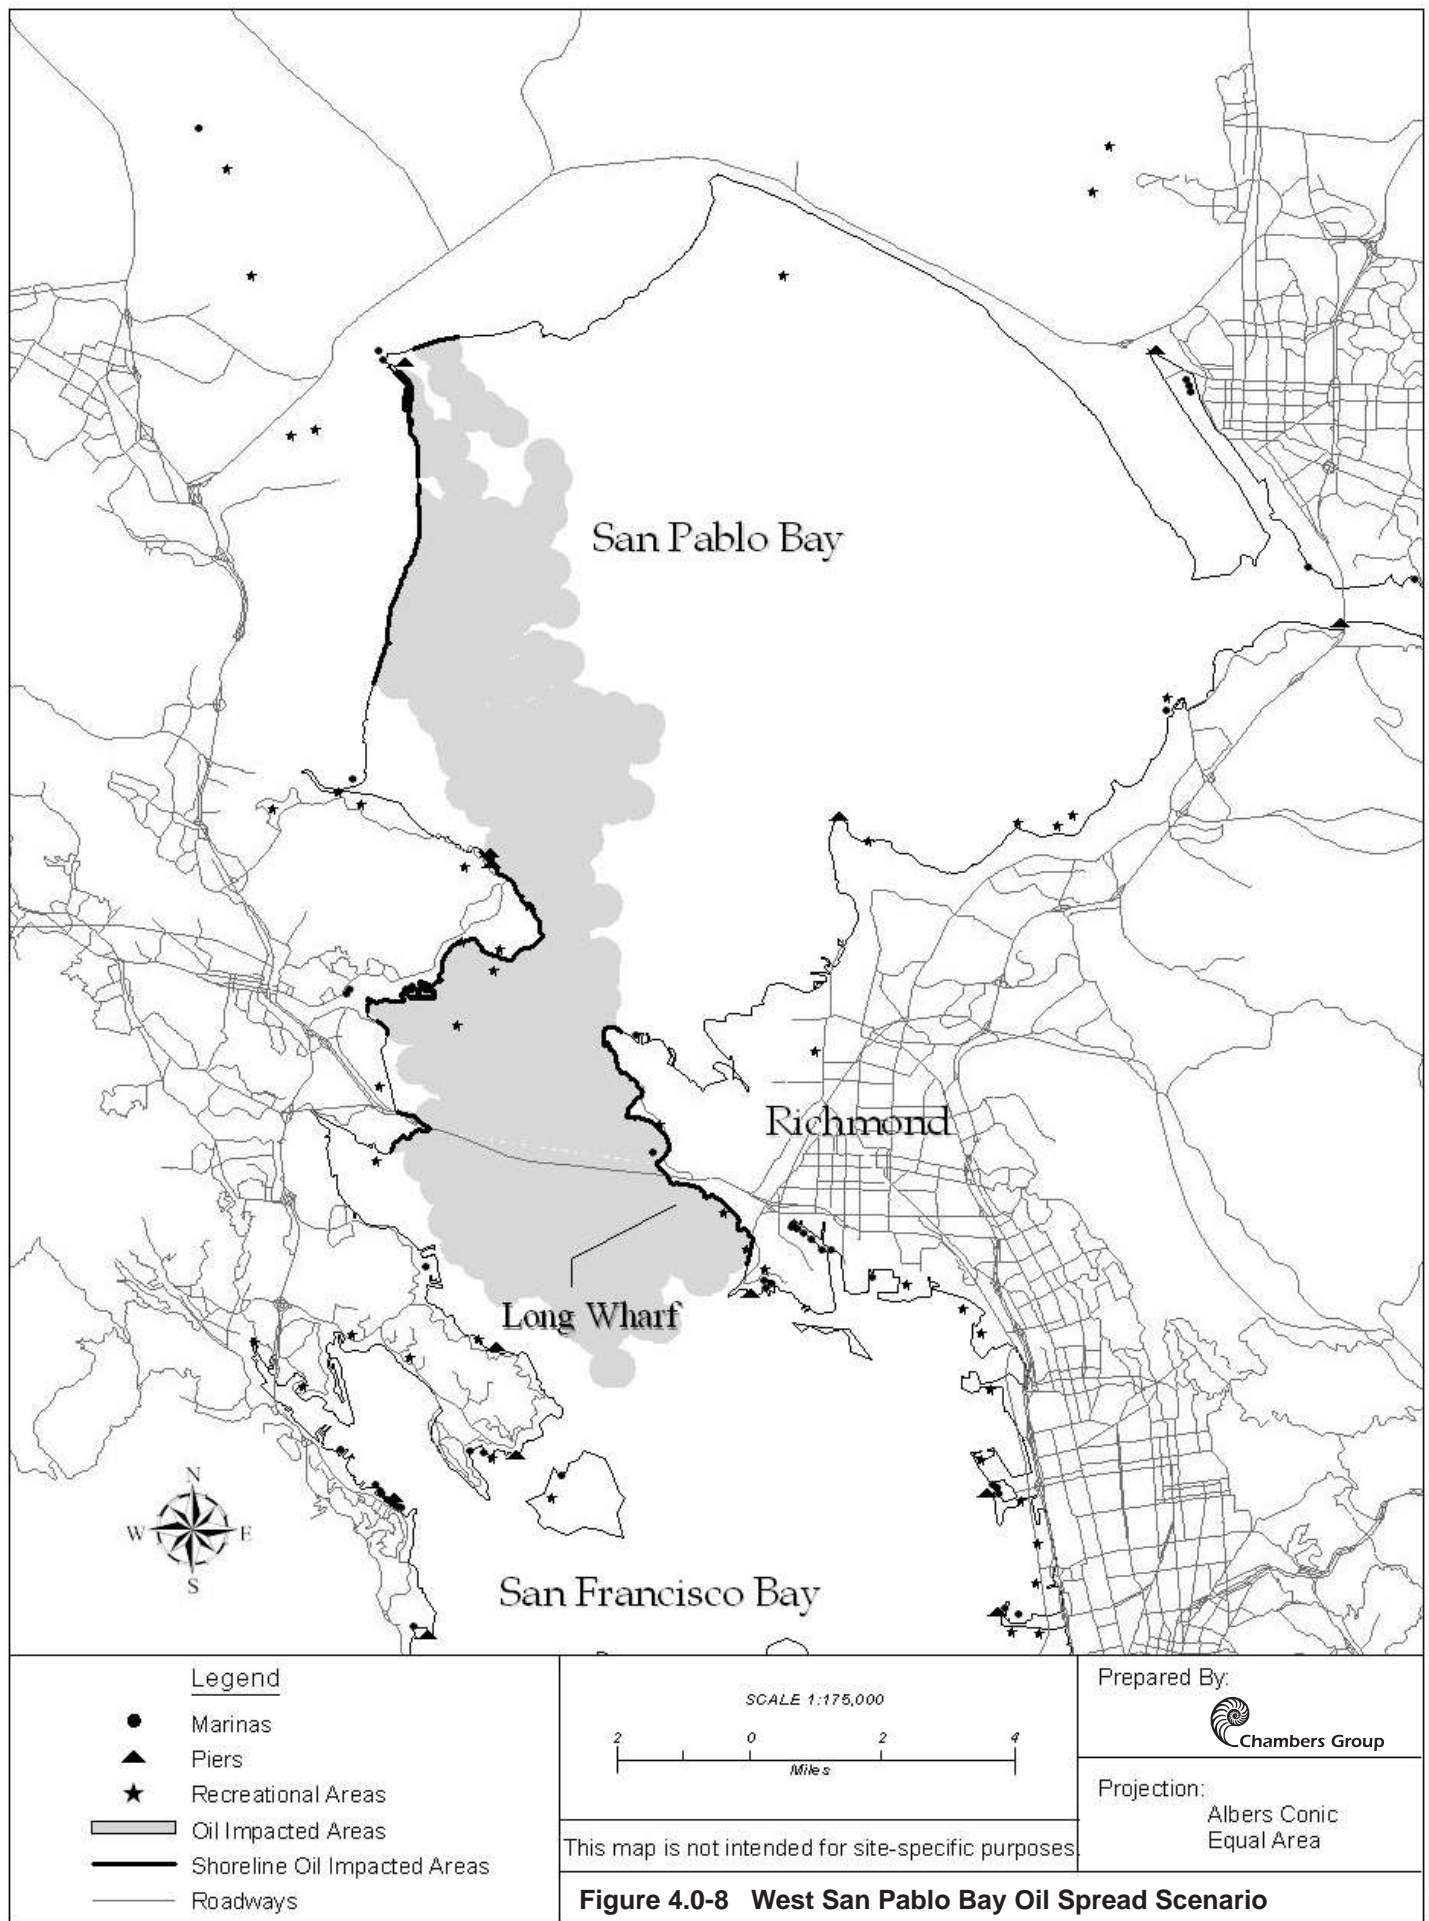 San Pablo Bay
Richmond
Long Wharf
N
W E
S
San Francisco Bay
Legend
Marinas
Piers
Recreational Areas
Oil Impacted Areas
Shoreline Oil Impacted Areas
Roadways
SCALE 1:175,000
2 0 2 4
Miles
This map is not intended for site-specific purposes.
Prepared By:
Chambers Group
Projection:
Albers Conic
Equal Area
Figure 4.0-8 West San Pablo Bay Oil Spread Scenario